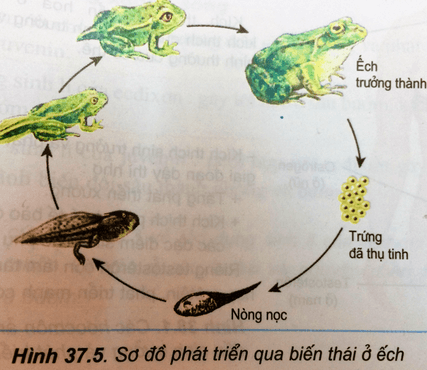 Ếch
trưởng thành
Trứng
đã thụ tinh
Nòng nọc
Hình 37.5. Sơ đồ phát triển qua biến thái ở ếch